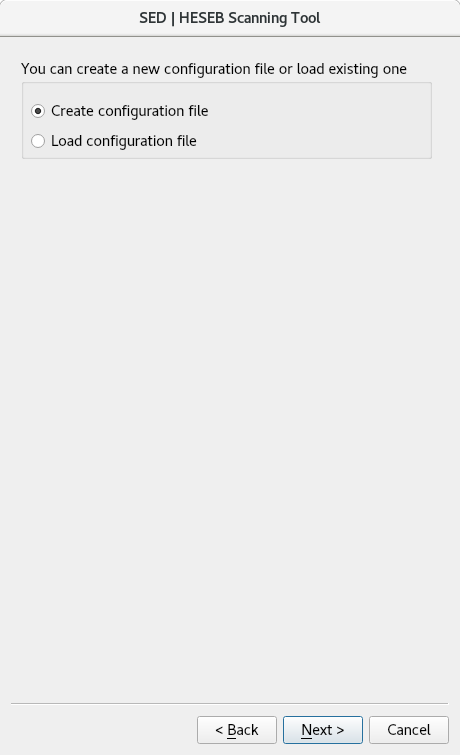 SED | HESEB Scanning Tool
You can create a new configuration file or load existing one
Create configuration file
Load configuration file
< Back
Next >
Cancel